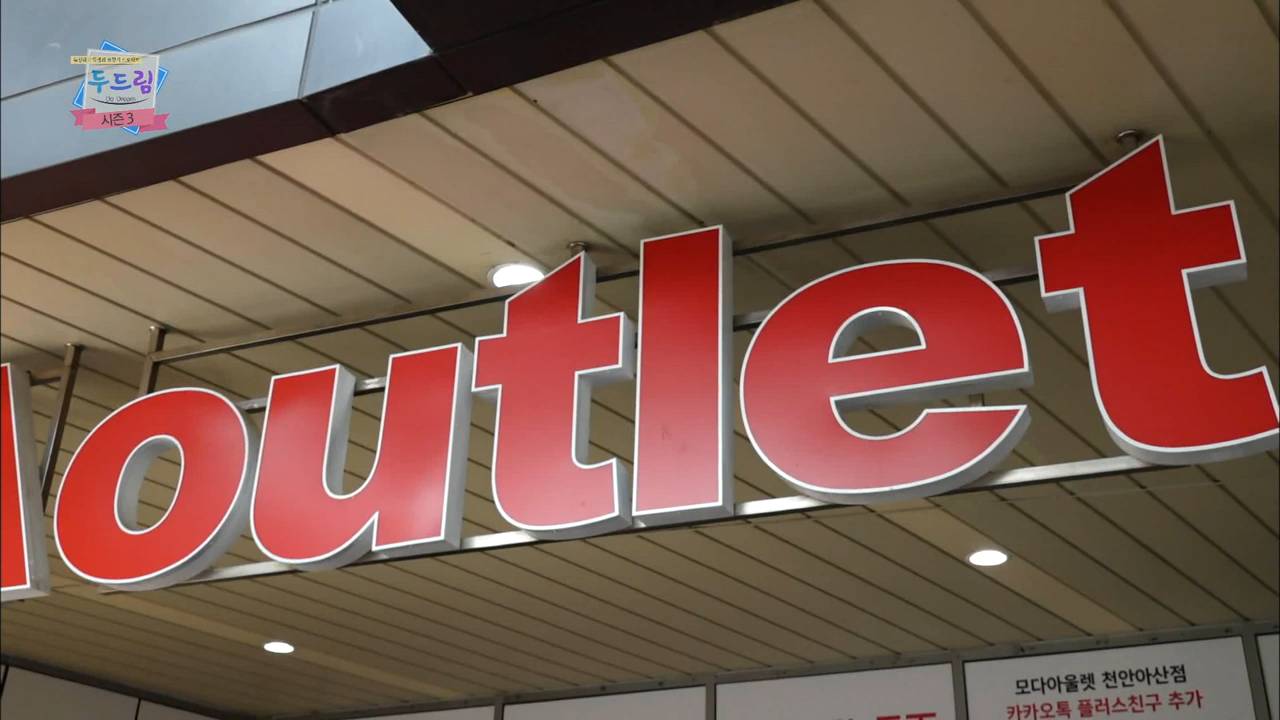 두드림
Do Dream
시즌 3
outlet
모다아울렛 천안아산점
카카오톡 플러스친구 추가